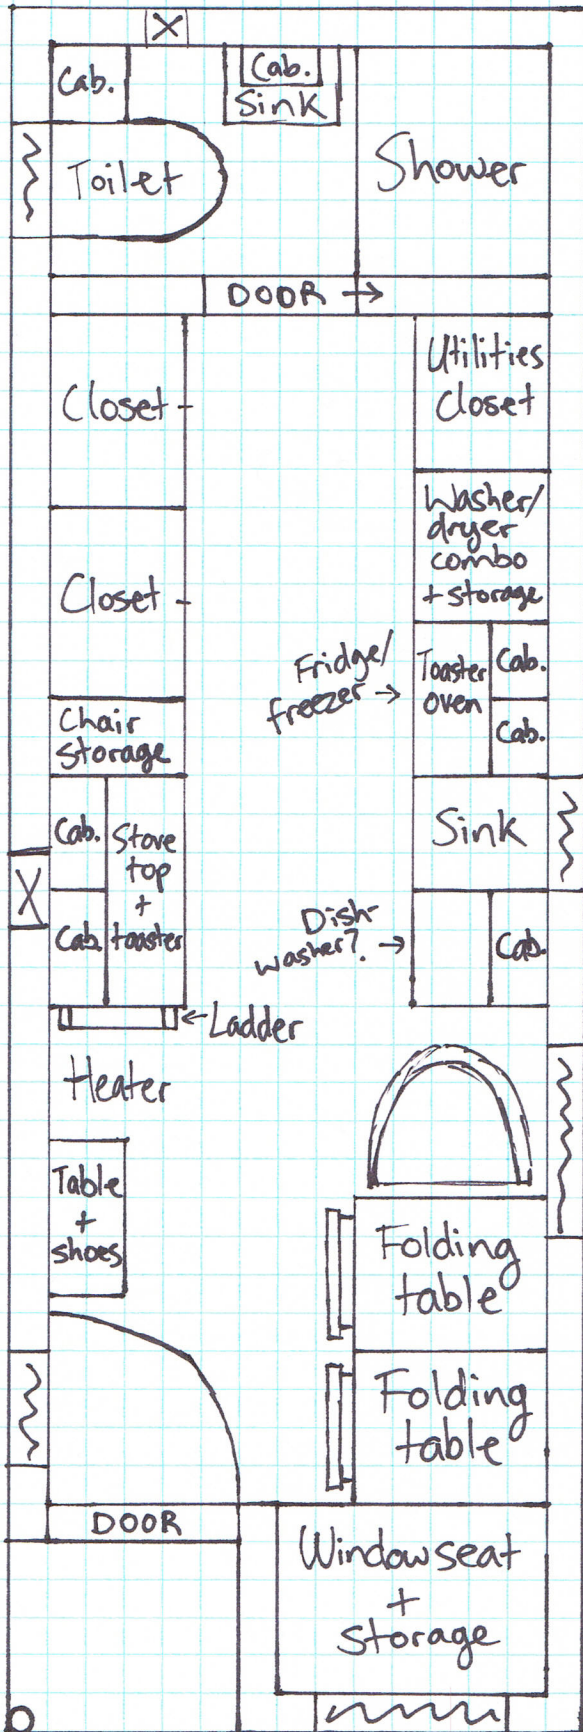 X
Cab.
Cab.
Sink
Toilet
Shower
DOOR →
Closet
Utilities
Closet
Washer/
dryer
combo
+ storage
Closet
Fridge/
freezer →
Toaster
oven
Cab.
Cab.
Chair
storage
Cab.
Stove
top
+
toaster
Cab.
Sink
X
Dish-
washer? →
Cab.
← Ladder
Heater
Table
+
shoes
Folding
table
Folding
table
DOOR
Window seat
+
storage